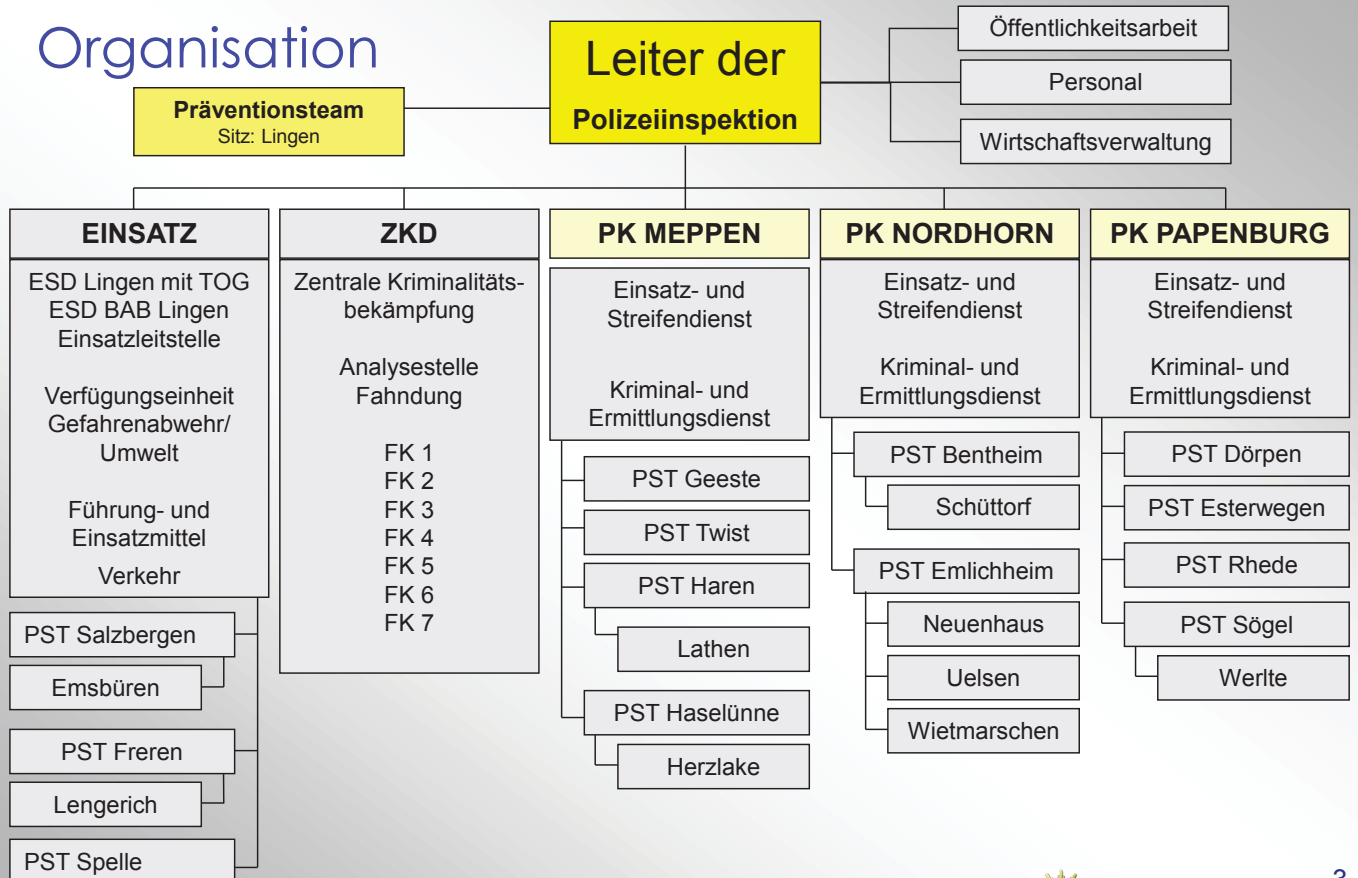 Organisation
Leiter der
Polizeiinspektion
Präventionsteam
Sitz: Lingen
Öffentlichkeitsarbeit
Personal
Wirtschaftsverwaltung
EINSATZ
ESD Lingen mit TOG
ESD BAB Lingen
Einsatzleitstelle
Verfügungseinheit
Gefahrenabwehr/
Umwelt
Führung- und
Einsatzmittel
Verkehr
PST Salzbergen
Emsbüren
PST Freren
Lengerich
PST Spelle
ZKD
Zentrale Kriminalitäts-
bekämpfung
Analysestelle
Fahndung
FK 1
FK 2
FK 3
FK 4
FK 5
FK 6
FK 7
PK MEPPEN
Einsatz- und
Streifendienst
Kriminal- und
Ermittlungsdienst
PST Geeste
PST Twist
PST Haren
Lathen
PST Haselünne
Herzlake
PK NORDHORN
Einsatz- und
Streifendienst
Kriminal- und
Ermittlungsdienst
PST Bentheim
Schüttorf
PST Emlichheim
Neuenhaus
Uelsen
Wietmarschen
PK PAPENBURG
Einsatz- und
Streifendienst
Kriminal- und
Ermittlungsdienst
PST Dörpen
PST Esterwegen
PST Rhede
PST Sögel
Werlte